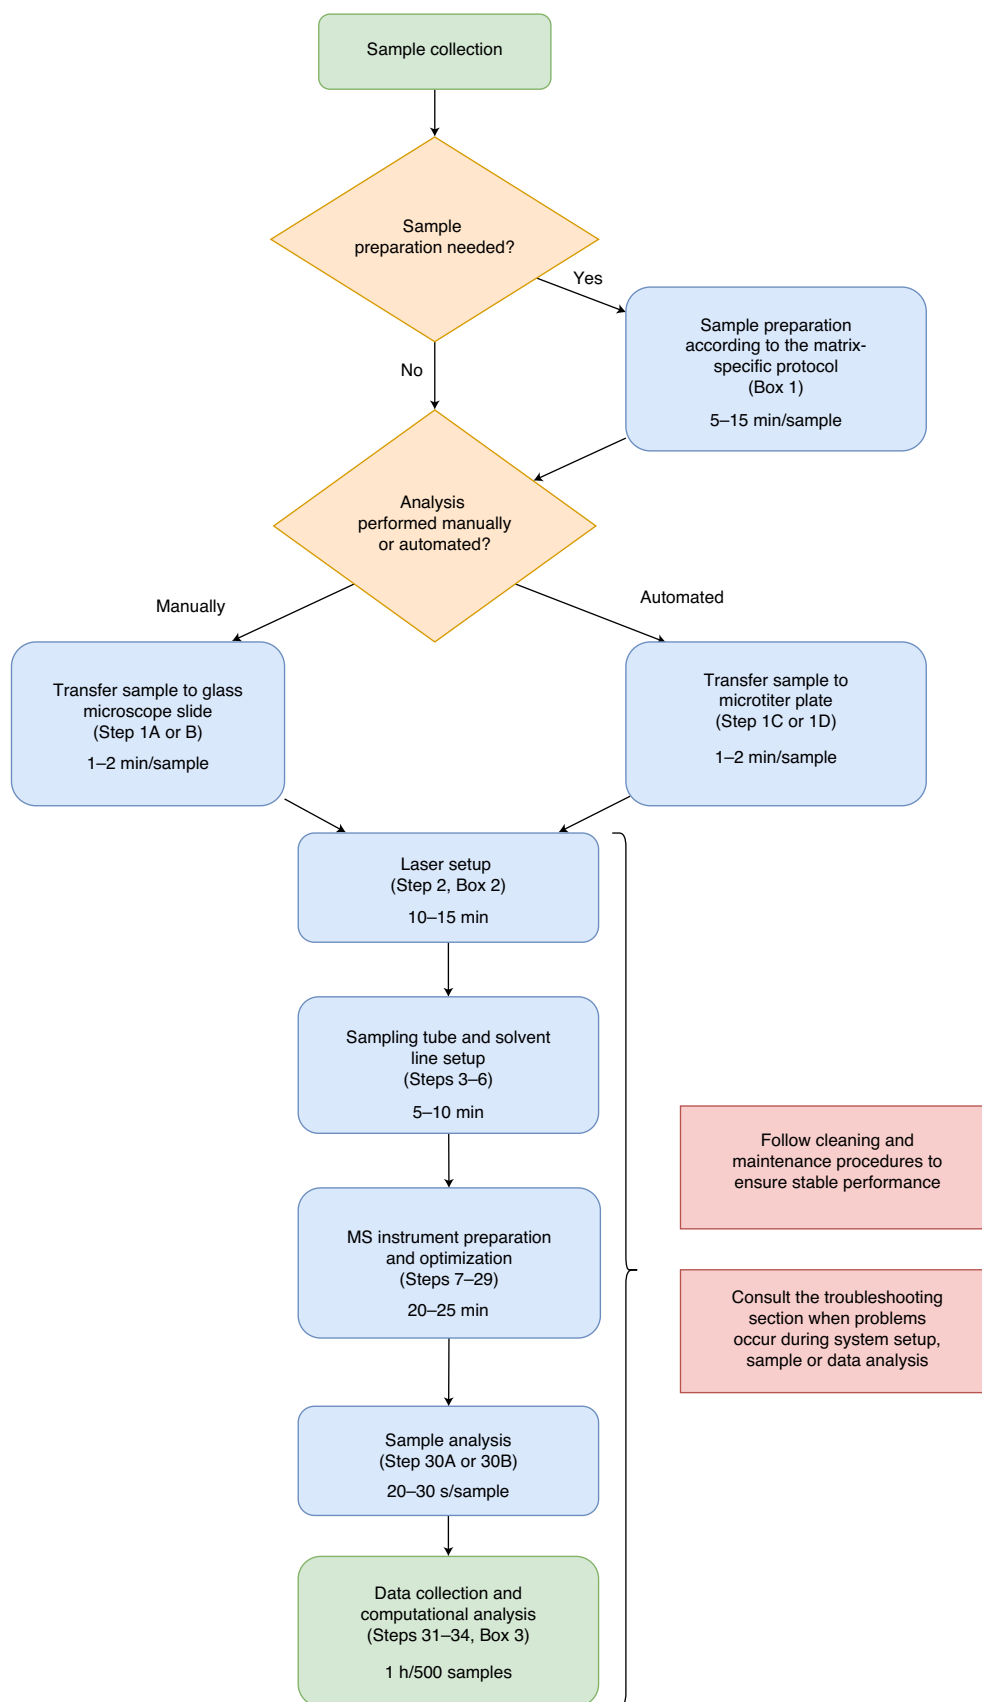 Sample collection
Sample
preparation needed?
Yes
No
Sample preparation
according to the matrix-
specific protocol
(Box 1)
5–15 min/sample
Analysis
performed manually
or automated?
Manually
Automated
Transfer sample to glass
microscope slide
(Step 1A or B)
1–2 min/sample
Transfer sample to
microtiter plate
(Step 1C or 1D)
1–2 min/sample
Laser setup
(Step 2, Box 2)
10–15 min
Sampling tube and solvent
line setup
(Steps 3–6)
5–10 min
Follow cleaning and
maintenance procedures to
ensure stable performance
MS instrument preparation
and optimization
(Steps 7–29)
20–25 min
Consult the troubleshooting
section when problems
occur during system setup,
sample or data analysis
Sample analysis
(Step 30A or 30B)
20–30 s/sample
Data collection and
computational analysis
(Steps 31–34, Box 3)
1 h/500 samples